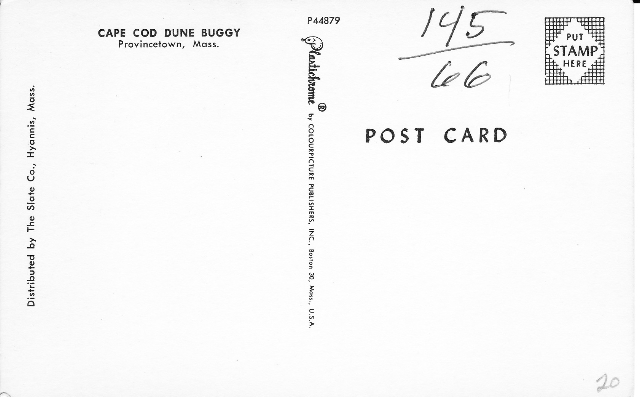 CAPE COD DUNE BUGGY
Provincetown, Mass.
Distributed by The Slate Co., Hyannis, Mass.
P44879
Plastichrome ® by COLOURPICTURE PUBLISHERS, INC., Boston 30, Mass., U.S.A.
145
66
PUT
STAMP
HERE
POST CARD
20